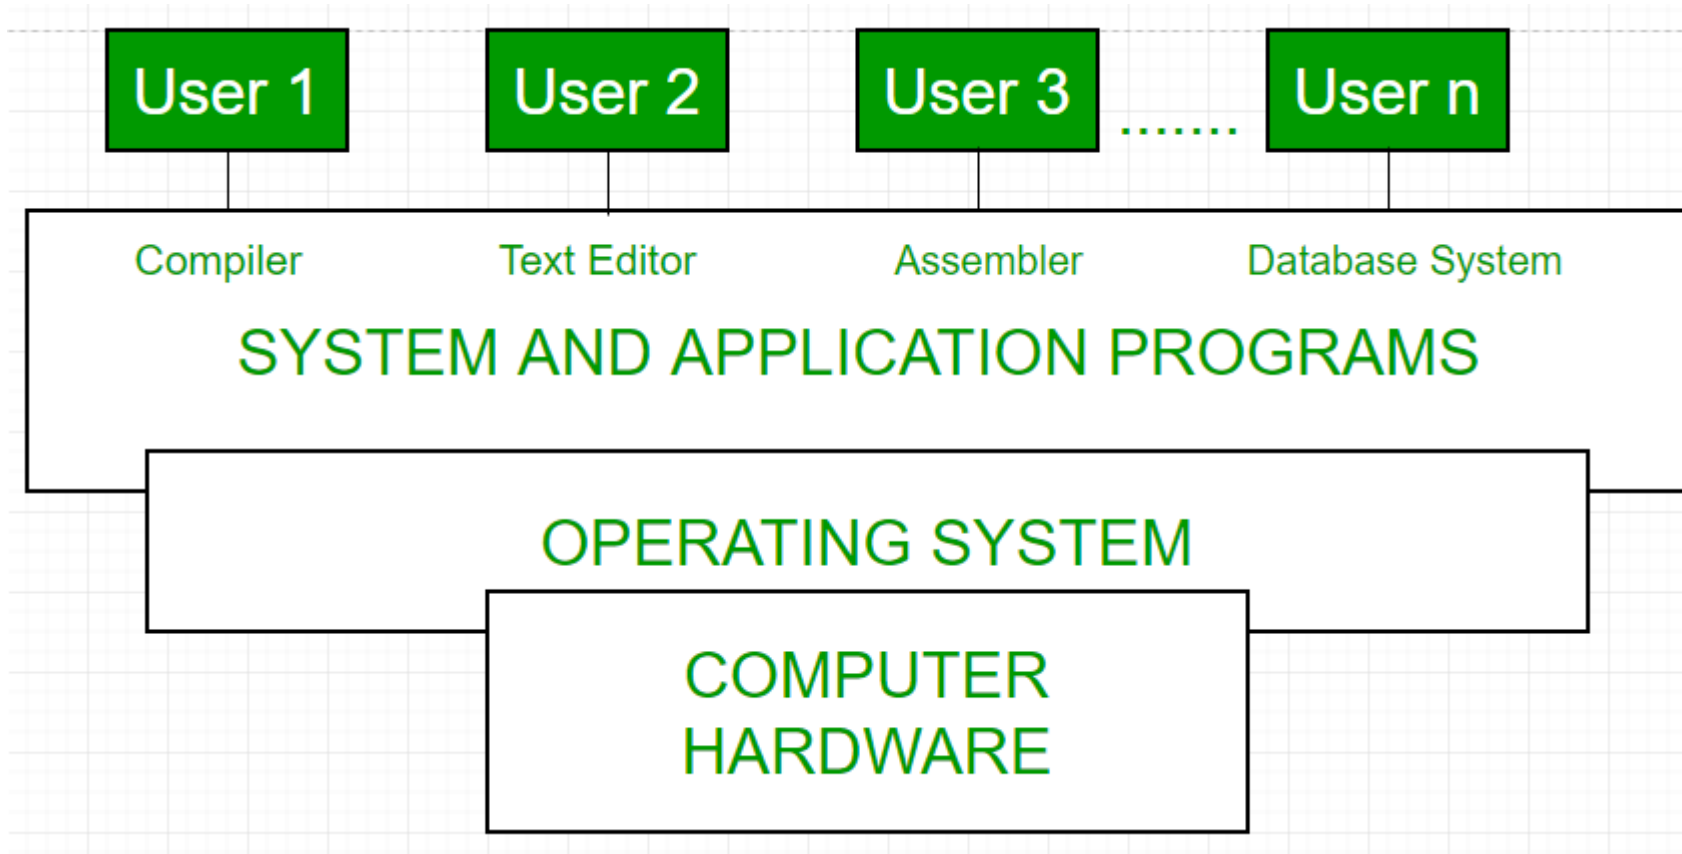 User 1
User 2
User 3
.......
User n
Compiler
Text Editor
Assembler
Database System
SYSTEM AND APPLICATION PROGRAMS
OPERATING SYSTEM
COMPUTER
HARDWARE